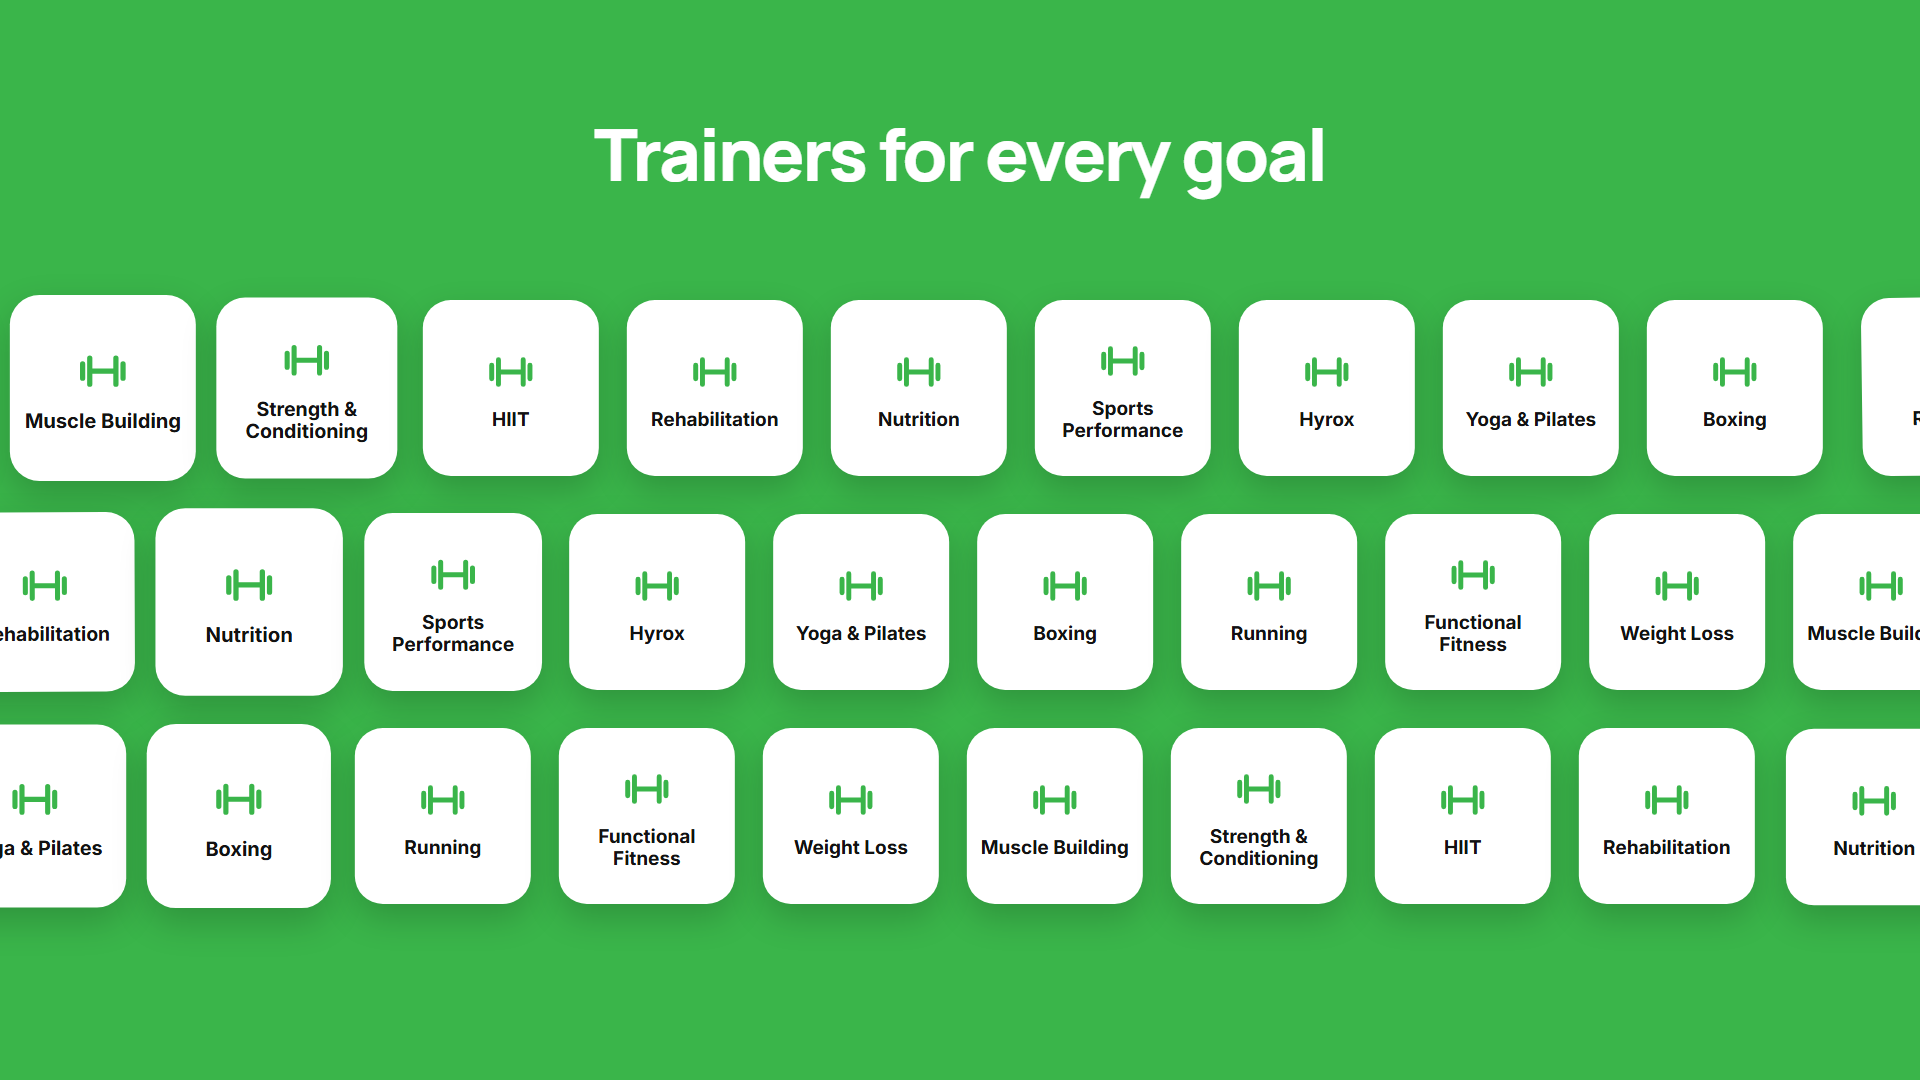 Trainers for every goal
Muscle Building
Strength &
Conditioning
HIIT
Rehabilitation
Nutrition
Sports
Performance
Hyrox
Yoga & Pilates
Boxing
R
ehabilitation
Nutrition
Sports
Performance
Hyrox
Yoga & Pilates
Boxing
Running
Functional
Fitness
Weight Loss
Muscle Build
ga & Pilates
Boxing
Running
Functional
Fitness
Weight Loss
Muscle Building
Strength &
Conditioning
HIIT
Rehabilitation
Nutrition